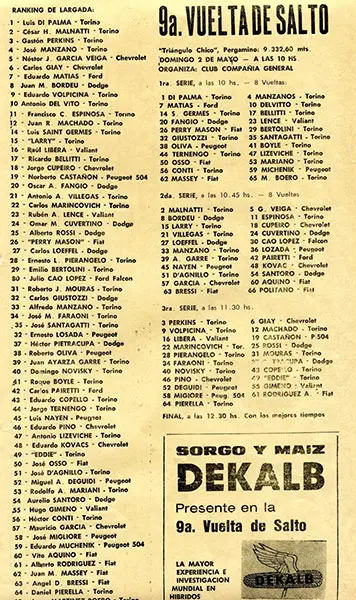 RANKING DE LARGADA:
1 - Luis DI PALMA - Torino
2 - César H. MALNATTI - Torino
3 - Gastón PERKINS - Torino
4 - José MANZANO - Torino
5 - Néstor J. GARCIA VEIGA - Chevrolet
6 - Carlos GIAY - Chevrolet
7 - Eduardo MATIAS - Ford
8 Juan M. BORDEU - Dodge
9 - Eduardo VOLPICINA - Torino
10 Antonio DEL VITO - Torino
11 - Francisco C. ESPINOSA - Torino
12 - Juan R. MACHADO - Torino
14 - Luis SAINT GERMES - Torino
15 - "LARRY" - Torino
16 - Raúl LIBERA - Valiant
17 - Ricardo BELLITTI - Torino
18 - Jorge CUPEIRO - Chevrolet
19 - Norberto CASTAÑON - Peugeot 504
20 - Oscar A. FANGIO - Dodge
21 - Antonio A. VILLEGAS - Torino
22 - Carlos MARINCOVICH - Torino
23 - Rubén A. LENCE - Valiant
24 - Omar M. CUVERTINO - Dodge
25 - Alberto ROSSI - Dodge
26 - "PERRY MASON" - Fiat
27 - Carlos LOEFFEL - Dodge
28 - Ernesto L. PIERANGELO - Torino
29 - Emilio BERTOLINI - Torino
30 - Julio CAO LOPEZ - Ford Falcon
31 - Roberto J. MOURAS - Torino
32 - Carlos GIUSTOZZI - Dodge
33 - Alfredo MANZANO - Torino
34 - José M. FARAONI - Torino
35 - José SANTAGATTI - Torino
36 - Ernesto LOSADA - Peugeot
37 - Héctor PIETRACUPA - Dodge
38 - Roberto OLIVA - Peugeot
39 - Juan AYARZA GARRE - Torino
40 - Domingo NOVISKY - Torino
41 - Roque BOYLE - Torino
42 - Carlos PAIRETTI - Ford
43 - Eduardo COPELLO - Torino
44 - Jorge TERNENGO - Torino
45 - Luis NAYEN - Peugeot
46 - Eduardo PINO - Chevrolet
47 - Antonio LIZEVICHE - Torino
48 - Eduardo KOVACS - Chevrolet
49 - "EDDIE" - Torino
50 - José OSSO - Fiat
51 - José D'AGNILLO - Torino
52 - Miguel A. DEGUIDI - Peugeot
53 - Rodolfo A. MARIANI - Torino
54 - Aurelio SANTORO - Dodge
55 - Hugo GIMENO - Valiant
56 - Héctor CONTI - Torino
57 - Mauricio GARCIA - Chevrolet
58 - José MIGLIORE - Peugeot
59 - Eduardo MUCHENIK - Peugeot 504
60 - Vito AQUINO - Fiat
61 - Alberto RODRIGUEZ - Fiat
62 - Juan M. MASSEY - Fiat
63 - Angel D. BRESSI - Fiat
64 - Daniel PIERELLA - Torino
9a. VUELTA DE SALTO
"Triángulo Chico", Pergamino: 9.332,60 mts.
DOMINGO 2 DE MAYO - A LAS 10 HS
ORGANIZA: CLUB COMPAÑIA GENERAL
1ra. SERIE, a las 10 hs. - 8 Vueltas:
1 DI PALMA - Torino 4 MANZANOS - Torino
7 MATIAS - Ford 10 DELVITTO - Torino
14 S. GERMES - Torino 17 BELLITTI - Torino
20 FANGIO - Dodge 23 LENCE - Valiant
26 PERRY MASON - Fiat 29 BERTOLINI - Torino
32 GIUSTOZZI - Torino 35 SANTAGATTI - Torino
38 OLIVA - Peugeot 41 BOYLE - Torino
44 TERNENGO - Torino 47 LIZEVICHE - Torino
50 OSSO - Fiat 53 MARIANO - Torino
56 CONTI - Torino 59 MUCHENIK - Peugeot
62 MASSEY - Fiat 65 M. BOERO - Torino
2da. SERIE, a las 10.45 hs. - 8 Vueltas
2 MALNATTI - Torino 5 G. VEIGA - Chevrolet
8 BORDEU - Dodge 11 ESPINOSA - Torino
15 LARRY - Torino 18 CUPEIRO - Chevrolet
21 VILLEGAS - Torino 24 CUVERTINO - Dodge
27 LOEFFEL - Dodge 30 CAO LOPEZ - Falcon
33 MANZANO - Torino 36 LOZADA - Peugeot
39 A. GARRE - Torino 42 PAIRETTI - Ford
45 NAYEN - Peugeot 48 KOVAC - Chevrolet
51 D'AGNILLO - Torino 54 SANTORO - Dodge
57 GARCIA - Chevrolet 60 AQUINO - Fiat
63 BRESSI - Fiat 66 POLITANO - Fiat
3ra. SERIE, a las 11.30 hs.
3 PERKINS - Torino 6 GIAY - Chevrolet
9 VOLPICINA - Torino 12 MACHADO - Torino
16 LIBERA - Valiant 19 CASTAÑON - P 504
22 MARINCOVICH - Tor. 25 ROSSI - Dodge
28 PIERANGELO - Torino 31 MOURAS - Torino
34 FARAONI - Torino - Dodge
40 NOVISKY - Torino 43 COPELLO - Torino
46 PINO - Chevrolet 49 "EDDIE" - Torino
52 DEGUIDI - Peugeot 55 GIMENO - Valiant
58 MIGLIORE - Peug. 504 61 RODRIGUEZ A. - Fiat
64 PIERELLA - Torino
FINAL, a las 12.30 hs. Con los mejores tiempos
SORGO Y MAIZ
DEKALB
Presente en la
9a. Vuelta de Salto
LA MAYOR
EXPERIENCIA E
INVESTIGACION
MUNDIAL EN
HIBRIDOS
DEKALB